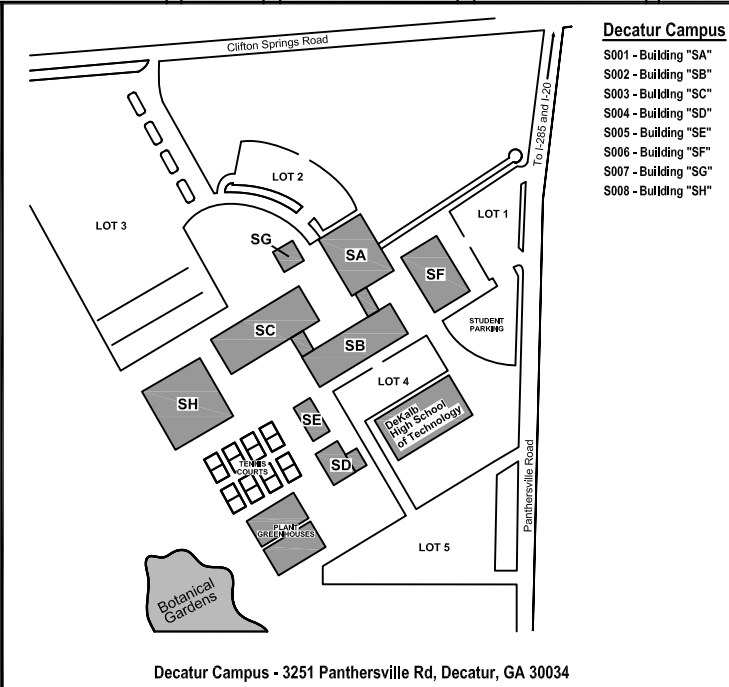 Clifton Springs Road
Decatur Campus
S001 - Building "SA"
S002 - Building "SB"
S003 - Building "SC"
S004 - Building "SD"
S005 - Building "SE"
S006 - Building "SF"
S007 - Building "SG"
S008 - Building "SH"
To I-285 and I-20
LOT 2
LOT 1
LOT 3
SG
SA
SF
STUDENT
PARKING
SC
SB
LOT 4
SH
DeKalb
High School
of Technology
SE
SD
TENNIS
COURTS
Panthersville Road
PLANT
GREENHOUSES
LOT 5
Botanical
Gardens
Decatur Campus - 3251 Panthersville Rd, Decatur, GA 30034